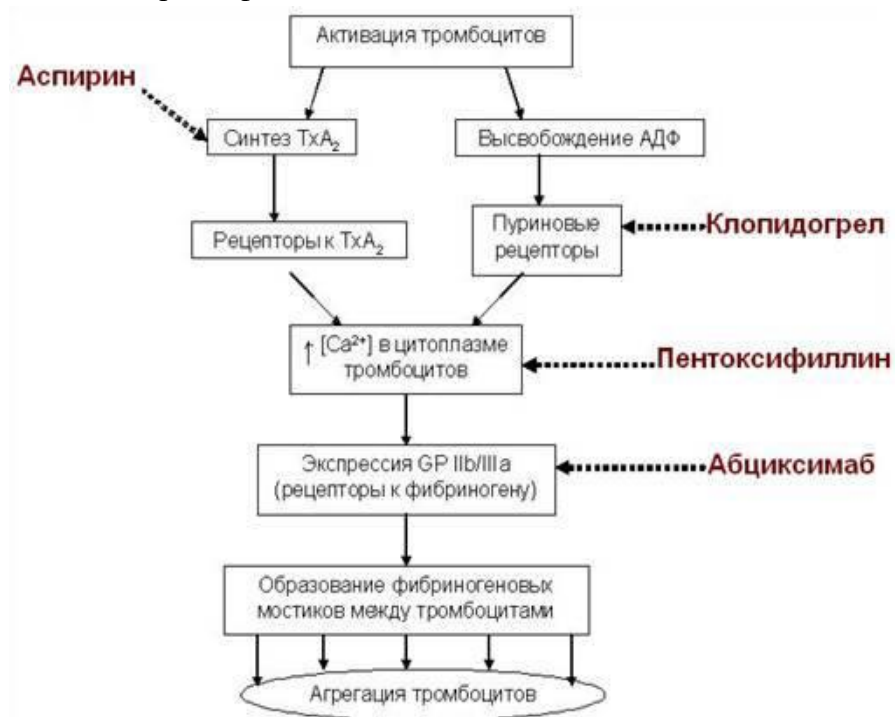 Активация тромбоцитов
Аспирин
Синтез TxA₂
Высвобождение АДФ
Рецепторы к TxA₂
Пуриновые
рецепторы
Клопидогрел
↑ [Ca²⁺] в цитоплазме
тромбоцитов
Пентоксифиллин
Экспрессия GP IIb/IIIa
(рецепторы к фибриногену)
Абциксимаб
Образование фибриногеновых
мостиков между тромбоцитами
Агрегация тромбоцитов